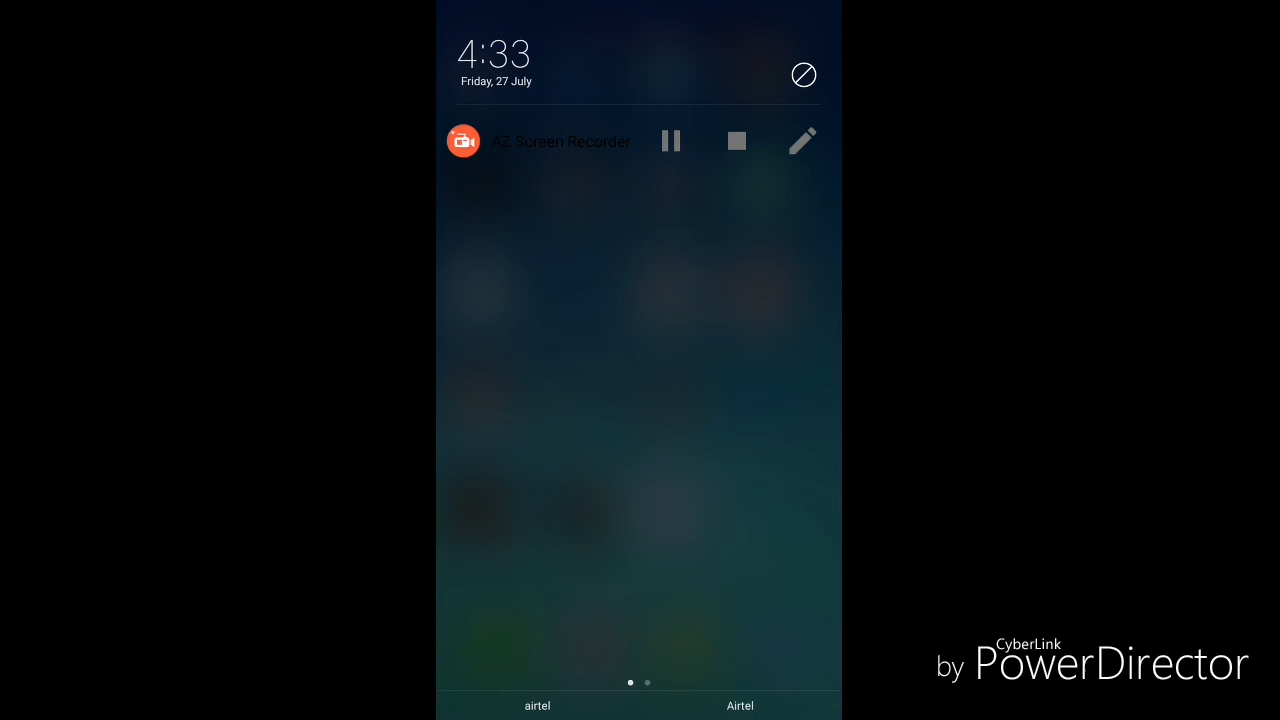 4:33
Friday, 27 July
AZ Screen Recorder
CyberLink
by PowerDirector
airtel
Airtel